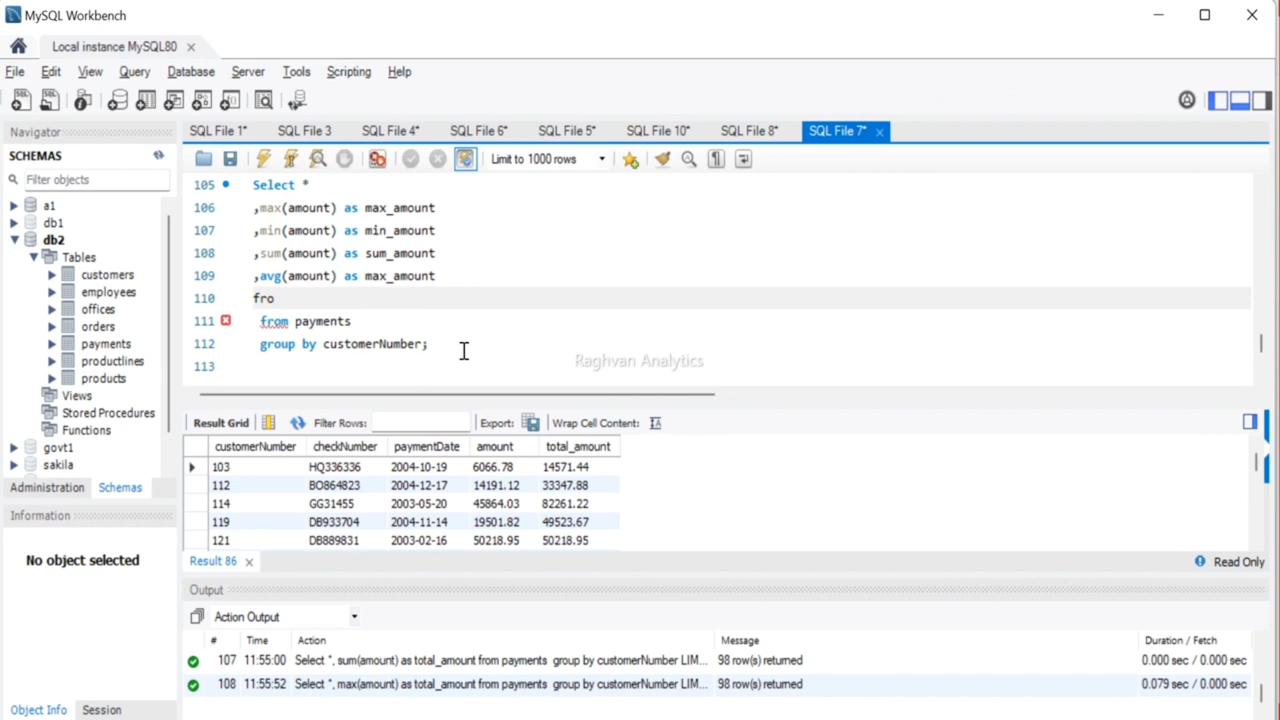 MySQL Workbench
Local instance MySQL80
File Edit View Query Database Server Tools Scripting Help
Navigator
SCHEMAS
Filter objects
a1
db1
db2
Tables
customers
employees
offices
orders
payments
productlines
products
Views
Stored Procedures
Functions
govt1
sakila
Administration Schemas
Information
No object selected
Object Info Session
SQL File 1* SQL File 3 SQL File 4* SQL File 6* SQL File 5* SQL File 10* SQL File 8* SQL File 7*
Limit to 1000 rows
105 Select *
106 ,max(amount) as max_amount
107 ,min(amount) as min_amount
108 ,sum(amount) as sum_amount
109 ,avg(amount) as max_amount
110 fro
111 from payments
112 group by customerNumber;
113
Raghvan Analytics
Result Grid Filter Rows: Export: Wrap Cell Content:
customerNumber checkNumber paymentDate amount total_amount
103 HQ336336 2004-10-19 6066.78 14571.44
112 BO864823 2004-12-17 14191.12 33347.88
114 GG31455 2003-05-20 45864.03 82261.22
119 DB933704 2004-11-14 19501.82 49523.67
121 DB889831 2003-02-16 50218.95 50218.95
Result 86 Read Only
Output
Action Output
# Time Action Message Duration / Fetch
107 11:55:00 Select *, sum(amount) as total_amount from payments group by customerNumber LIM... 98 row(s) returned 0.000 sec / 0.000 sec
108 11:55:52 Select *, max(amount) as total_amount from payments group by customerNumber LIM... 98 row(s) returned 0.079 sec / 0.000 sec